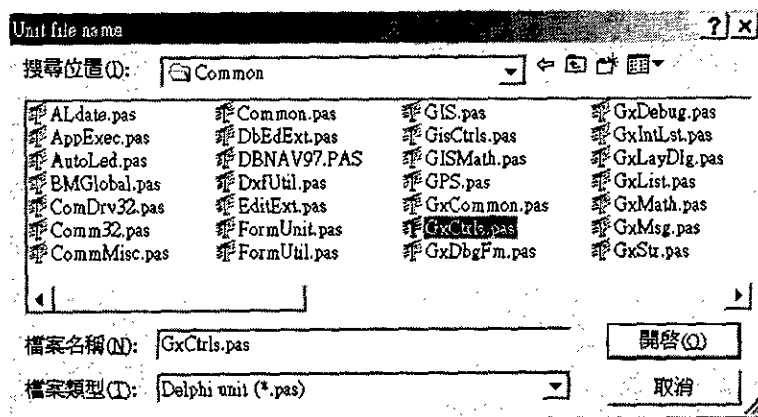 Unit file name
搜尋位置(I): Common
ALdate.pas Common.pas GIS.pas GxDebug.pas
AppExec.pas DbEdExt.pas GisCtrls.pas GxIntLst.pas
AutoLed.pas DBNAV97.PAS GISMath.pas GxLayDlg.pas
BMGlobal.pas DxfUtil.pas GPS.pas GxList.pas
ComDrv32.pas EditExt.pas GxCommon.pas GxMath.pas
Comm32.pas FormUnit.pas GxCtrls.pas GxMsg.pas
CommMisc.pas FormUtil.pas GxDbgFm.pas GxStr.pas
檔案名稱(N): GxCtrls.pas 開啓(O)
檔案類型(T): Delphi unit (*.pas) 取消